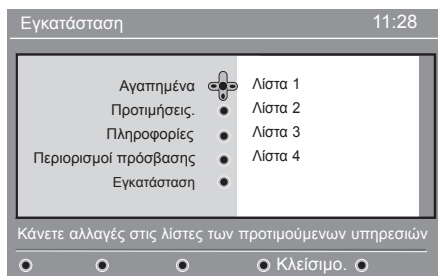 Εγκατάσταση 11:28
Αγαπημένα Λίστα 1
Προτιμήσεις. Λίστα 2
Πληροφορίες Λίστα 3
Περιορισμοί πρόσβασης Λίστα 4
Εγκατάσταση
Κάνετε αλλαγές στις λίστες των προτιμούμενων υπηρεσιών
Κλείσιμο.